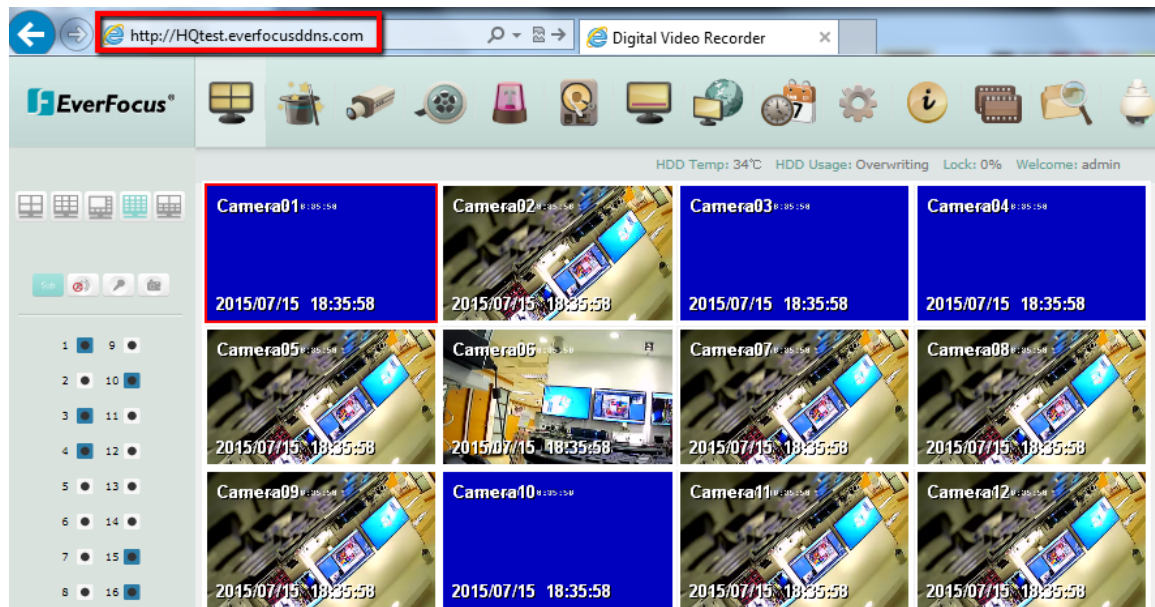 http://HQtest.everfocusddns.com
Digital Video Recorder
EverFocus®
7
i
HDD Temp: 34℃ HDD Usage: Overwriting Lock: 0% Welcome: admin
Sub
1 9
2 10
3 11
4 12
5 13
6 14
7 15
8 16
Camera01
2015/07/15 18:35:58
Camera02
2015/07/15 18:35:58
Camera03
2015/07/15 18:35:58
Camera04
2015/07/15 18:35:58
Camera05
2015/07/15 18:35:58
Camera06
2015/07/15 18:35:58
Camera07
2015/07/15 18:35:58
Camera08
2015/07/15 18:35:58
Camera09
2015/07/15 18:35:58
Camera10
2015/07/15 18:35:58
Camera11
2015/07/15 18:35:58
Camera12
2015/07/15 18:35:58